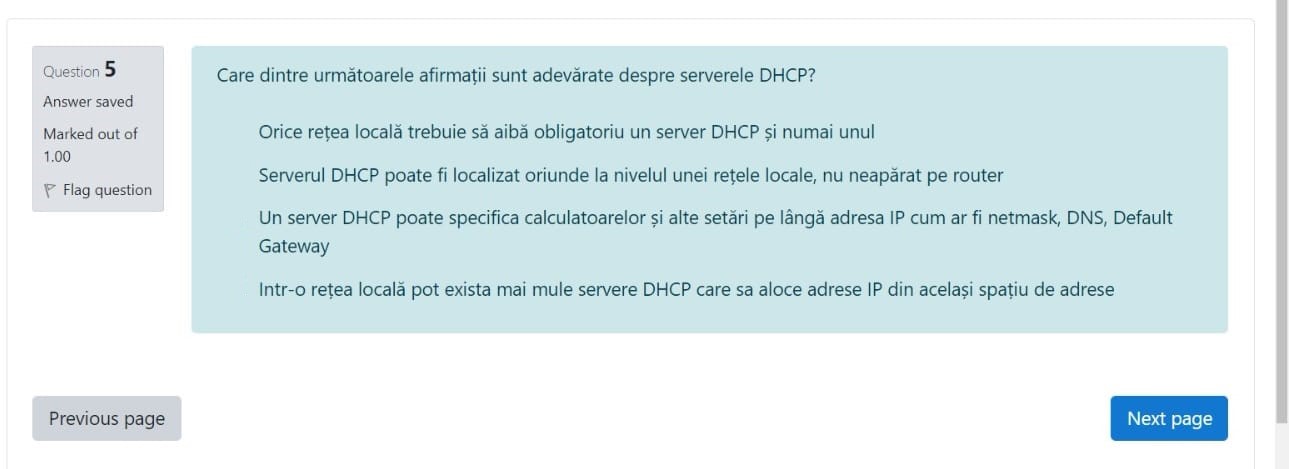 Question 5
Answer saved
Marked out of
1.00
Flag question
Care dintre următoarele afirmații sunt adevărate despre serverele DHCP?
Orice rețea locală trebuie să aibă obligatoriu un server DHCP și numai unul
Serverul DHCP poate fi localizat oriunde la nivelul unei rețele locale, nu neapărat pe router
Un server DHCP poate specifica calculatoarelor și alte setări pe lângă adresa IP cum ar fi netmask, DNS, Default
Gateway
Intr-o rețea locală pot exista mai mule servere DHCP care sa aloce adrese IP din același spațiu de adrese
Previous page
Next page